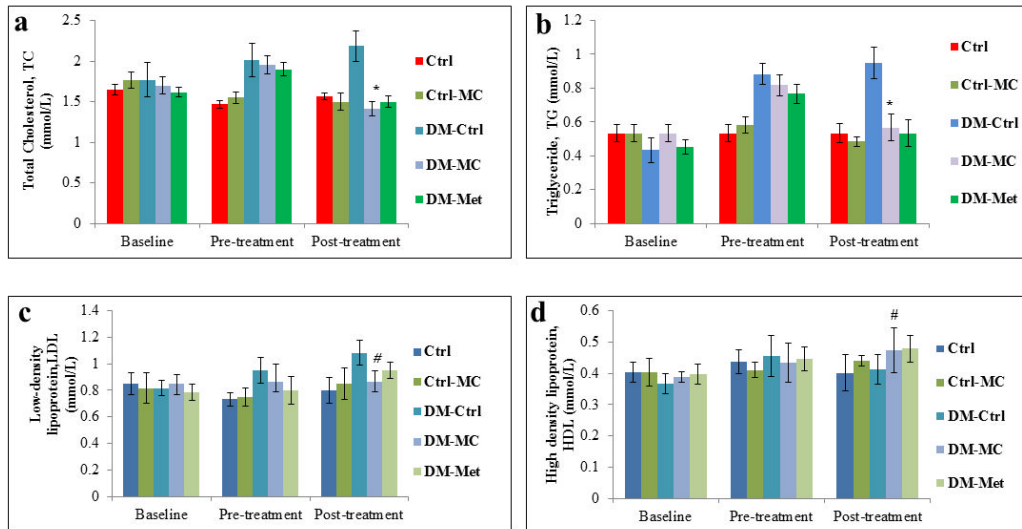 a
Total Cholesterol, TC
(mmol/L)
2.5
2
1.5
1
0.5
0
*
Baseline Pre-treatment Post-treatment
Ctrl
Ctrl-MC
DM-Ctrl
DM-MC
DM-Met
b
Triglyceride, TG (mmol/L)
1.2
1
0.8
0.6
0.4
0.2
0
*
Baseline Pre-treatment Post-treatment
Ctrl
Ctrl-MC
DM-Ctrl
DM-MC
DM-Met
c
Low-density
lipoprotein,LDL
(mmol/L)
1.4
1.2
1
0.8
0.6
0.4
0.2
0
#
Baseline Pre-treatment Post-treatment
Ctrl
Ctrl-MC
DM-Ctrl
DM-MC
DM-Met
d
High density lipoprotein,
HDL (mmol/L)
0.6
0.5
0.4
0.3
0.2
0.1
0
#
Baseline Pre-treatment Post-treatment
Ctrl
Ctrl-MC
DM-Ctrl
DM-MC
DM-Met